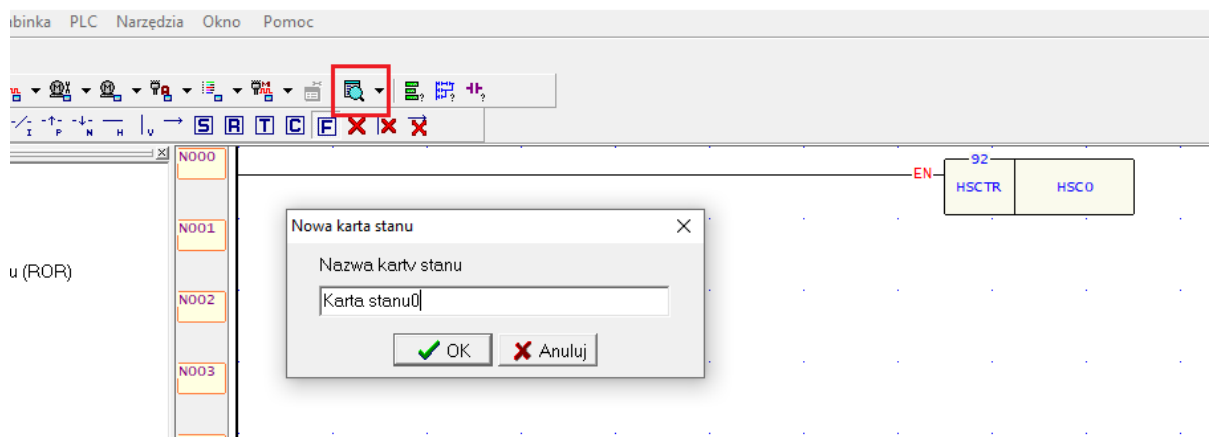 abinka PLC Narzędzia Okno Pomoc
I P N H V S R T C F
N000
EN
92
HSCTR HSC0
N001
Nowa karta stanu
u (ROR)
Nazwa karty stanu
N002
Karta stanu0
OK Anuluj
N003